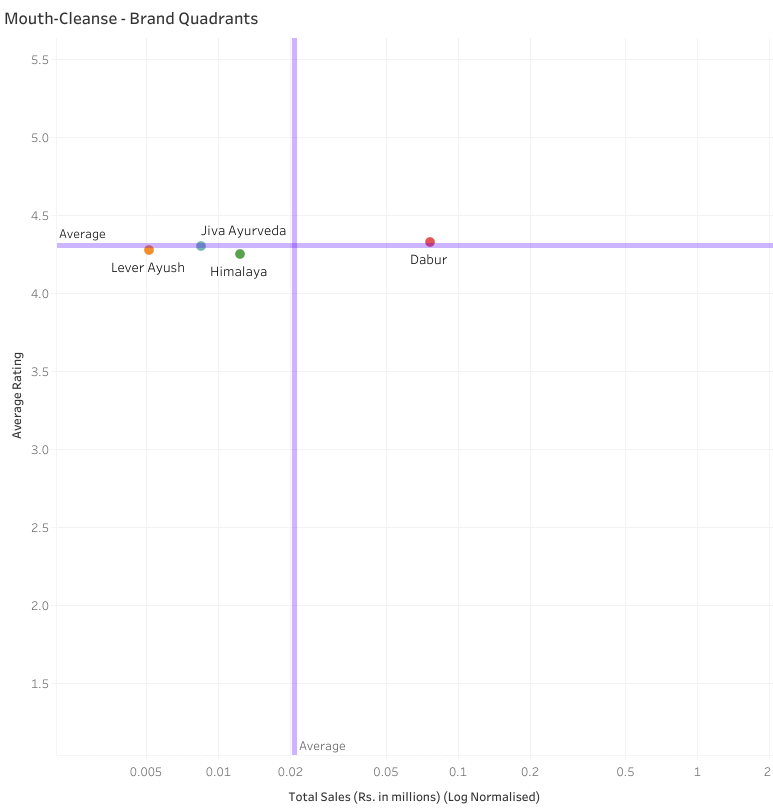 Mouth-Cleanse - Brand Quadrants
5.5
5.0
4.5
Average
Jiva Ayurveda
Lever Ayush
Himalaya
Dabur
4.0
3.5
Average Rating
3.0
2.5
2.0
1.5
Average
0.005 0.01 0.02 0.05 0.1 0.2 0.5 1 2
Total Sales (Rs. in millions) (Log Normalised)